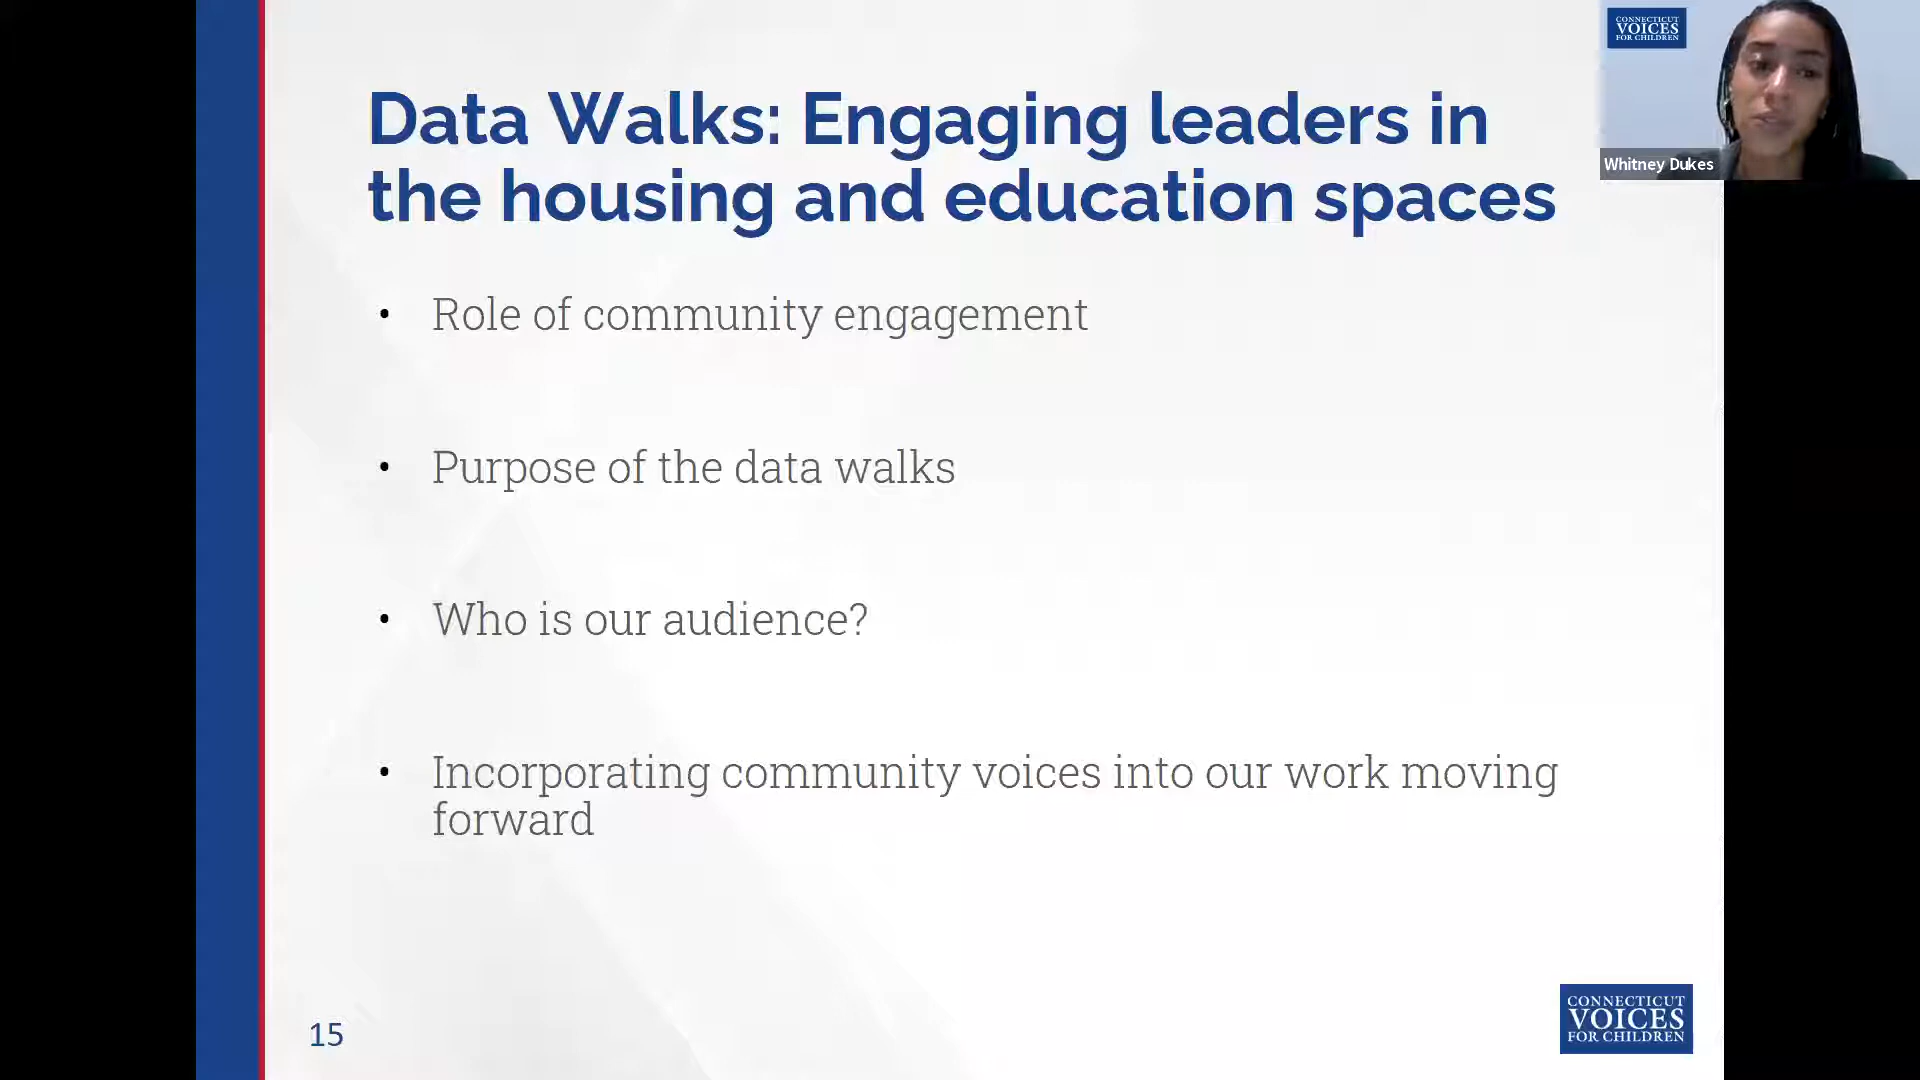 Data Walks: Engaging leaders in
the housing and education spaces
• Role of community engagement
• Purpose of the data walks
• Who is our audience?
• Incorporating community voices into our work moving
forward
15
CONNECTICUT
VOICES
FOR CHILDREN
CONNECTICUT
VOICES
FOR CHILDREN
Whitney Dukes